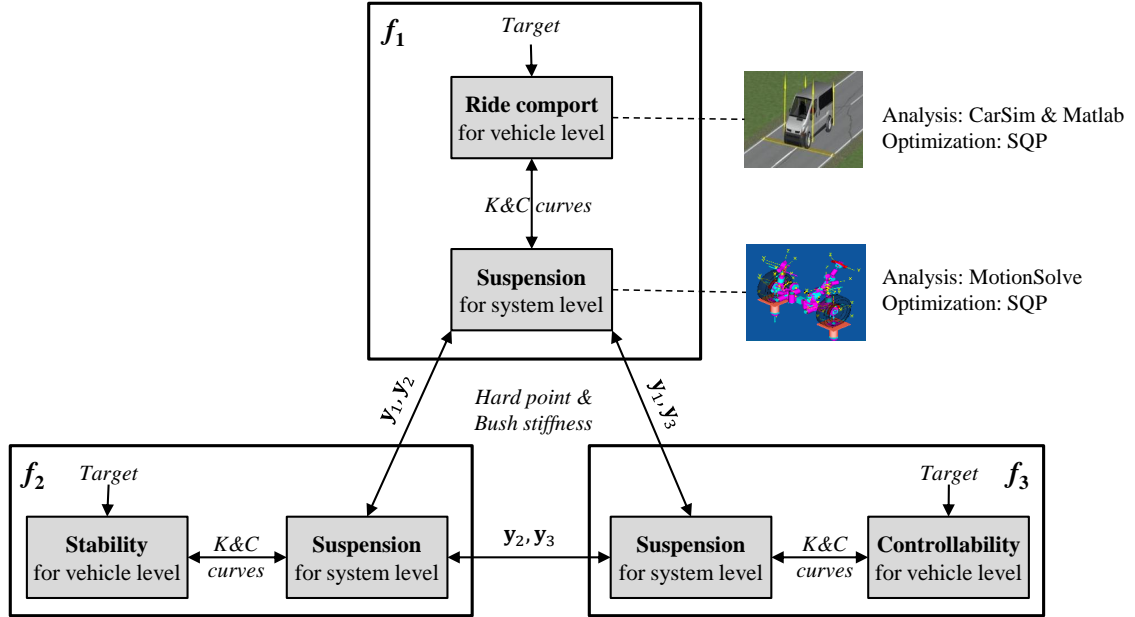 f₁
Target
Ride comport
for vehicle level
Analysis: CarSim & Matlab
Optimization: SQP
K&C curves
Suspension
for system level
Analysis: MotionSolve
Optimization: SQP
y₁, y₂
Hard point &
Bush stiffness
y₁, y₃
f₂
Target
Stability
for vehicle level
K&C
curves
Suspension
for system level
y₂, y₃
f₃
Target
Suspension
for system level
K&C
curves
Controllability
for vehicle level